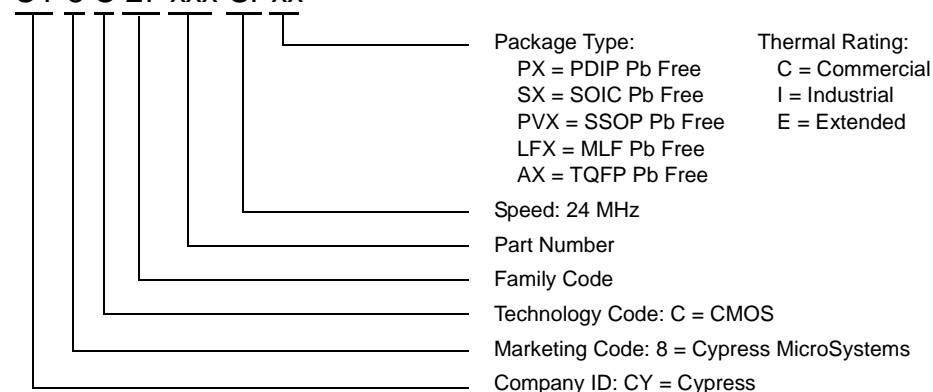 Package Type:
PX = PDIP Pb Free
SX = SOIC Pb Free
PVX = SSOP Pb Free
LFX = MLF Pb Free
AX = TQFP Pb Free
Thermal Rating:
C = Commercial
I = Industrial
E = Extended
Speed: 24 MHz
Part Number
Family Code
Technology Code: C = CMOS
Marketing Code: 8 = Cypress MicroSystems
Company ID: CY = Cypress